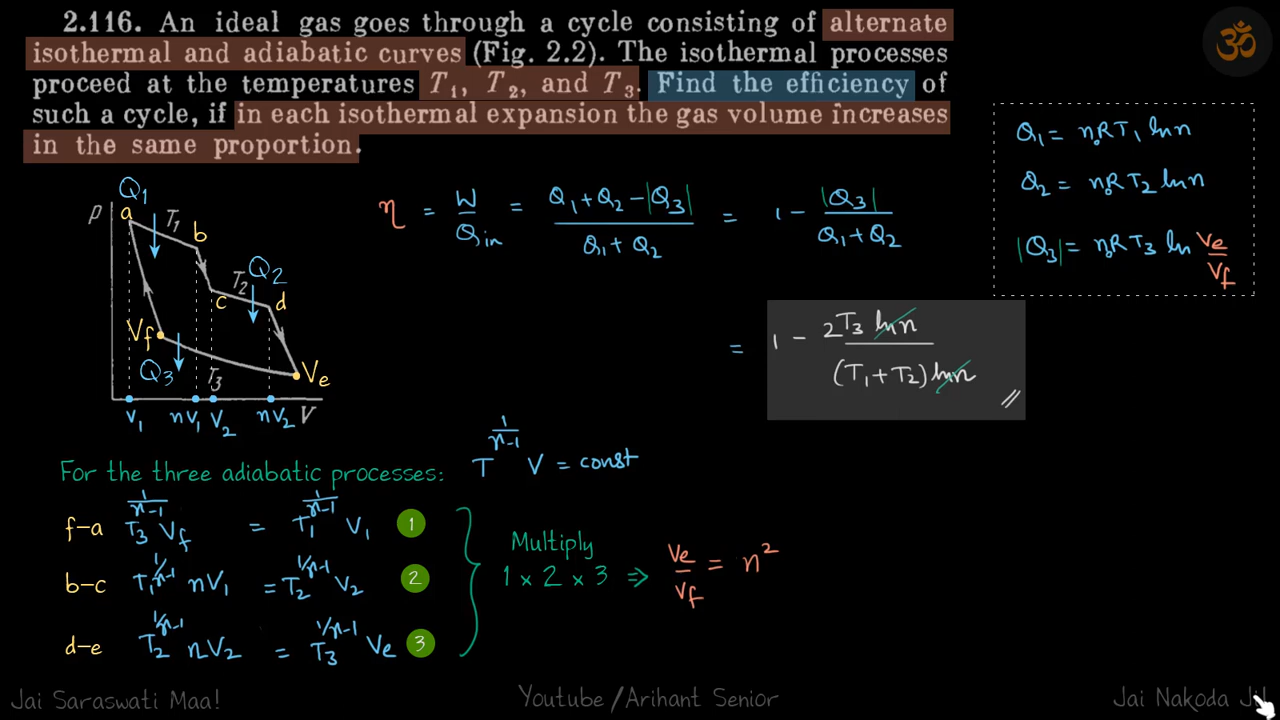 2.116. An ideal gas goes through a cycle consisting of alternate
isothermal and adiabatic curves (Fig. 2.2). The isothermal processes
proceed at the temperatures T₁, T₂, and T₃. Find the efficiency of
such a cycle, if in each isothermal expansion the gas volume increases
in the same proportion.
ॐ
Q₁ = n₀RT₁ ln n
Q₂ = n₀RT₂ ln n
|Q₃| = n₀RT₃ ln Ve/Vf
η = W/Qin = (Q₁ + Q₂ − |Q₃|)/(Q₁ + Q₂) = 1 − |Q₃|/(Q₁ + Q₂)
= 1 − 2T₃ ln n/((T₁ + T₂) ln n) //
p
Q1
a
T₁
b
Q2
T₂
c
d
Vf
Q3
T₃
Ve
V₁ nV₁ V₂ nV₂ V
For the three adiabatic processes: T^(1/(n-1)) V = const
f-a T₃^(1/(n-1)) Vf = T₁^(1/(n-1)) V₁ 1
b-c T₁^(1/n-1) nV₁ = T₂^(1/n-1) V₂ 2
d-e T₂^(1/n-1) nV₂ = T₃^(1/n-1) Ve 3
Multiply
1 x 2 x 3 ⇒ Ve/Vf = n²
Jai Saraswati Maa!
Youtube/Arihant Senior
Jai Nakoda Ji!